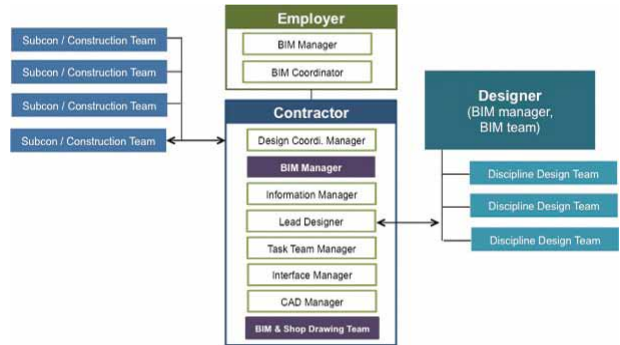 Employer
BIM Manager
BIM Coordinator
Subcon / Construction Team
Subcon / Construction Team
Subcon / Construction Team
Subcon / Construction Team
Contractor
Design Coordi. Manager
BIM Manager
Information Manager
Lead Designer
Task Team Manager
Interface Manager
CAD Manager
BIM & Shop Drawing Team
Designer
(BIM manager,
BIM team)
Discipline Design Team
Discipline Design Team
Discipline Design Team